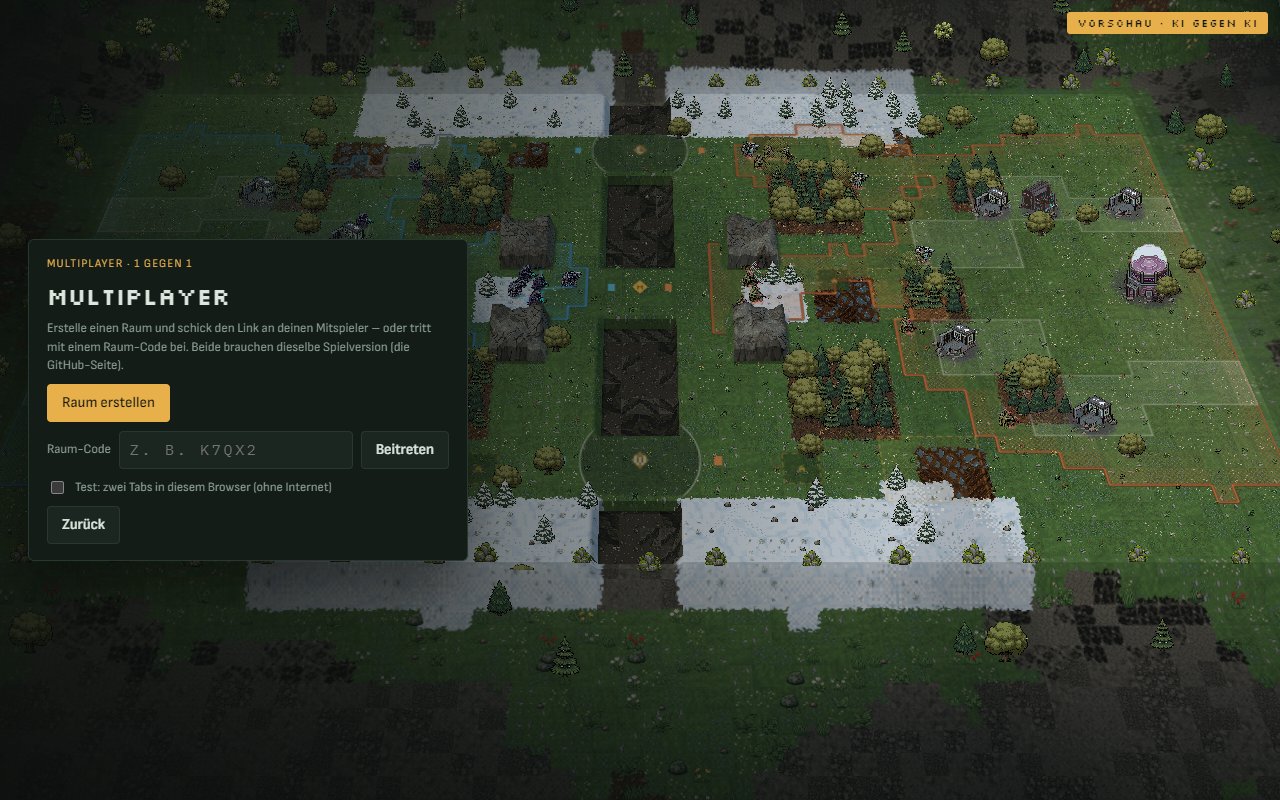 VORSCHAU · KI GEGEN KI
MULTIPLAYER · 1 GEGEN 1
MULTIPLAYER
Erstelle einen Raum und schick den Link an deinen Mitspieler – oder tritt
mit einem Raum-Code bei. Beide brauchen dieselbe Spielversion (die
GitHub-Seite).
Raum erstellen
Raum-Code Z. B. K7QX2 Beitreten
Test: zwei Tabs in diesem Browser (ohne Internet)
Zurück